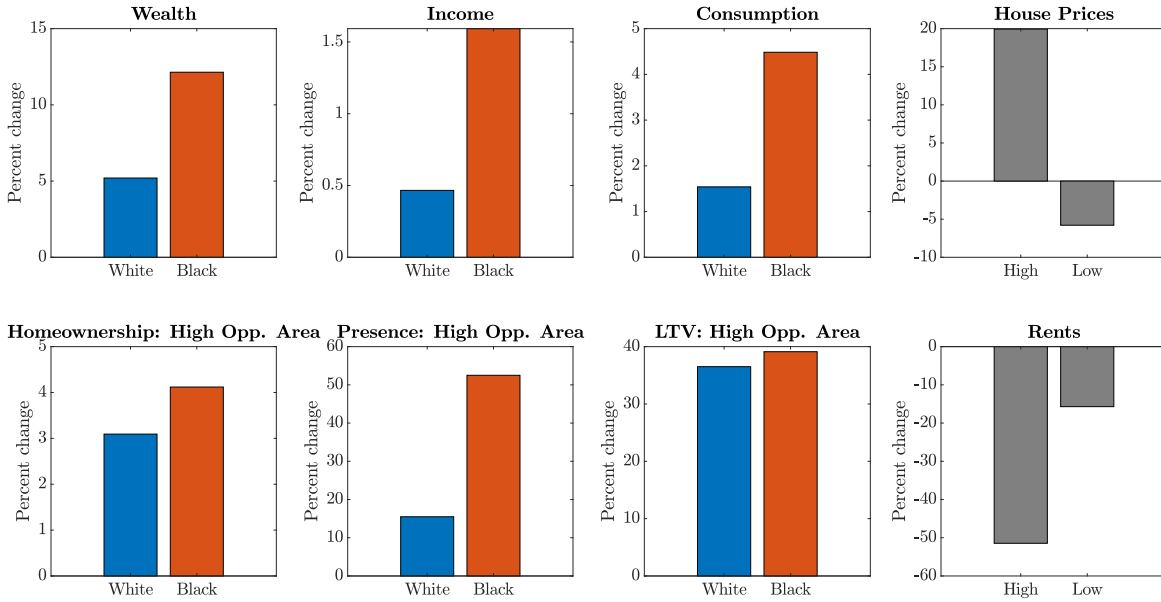 Wealth
Percent change
15
10
5
0
White Black
Income
Percent change
1.5
1
0.5
0
White Black
Consumption
Percent change
5
4
3
2
1
0
White Black
House Prices
Percent change
20
15
10
5
0
-5
-10
High Low
Homeownership: High Opp. Area
Percent change
5
4
3
2
1
0
White Black
Presence: High Opp. Area
Percent change
60
50
40
30
20
10
0
White Black
LTV: High Opp. Area
Percent change
40
30
20
10
0
White Black
Rents
Percent change
0
-10
-20
-30
-40
-50
-60
High Low